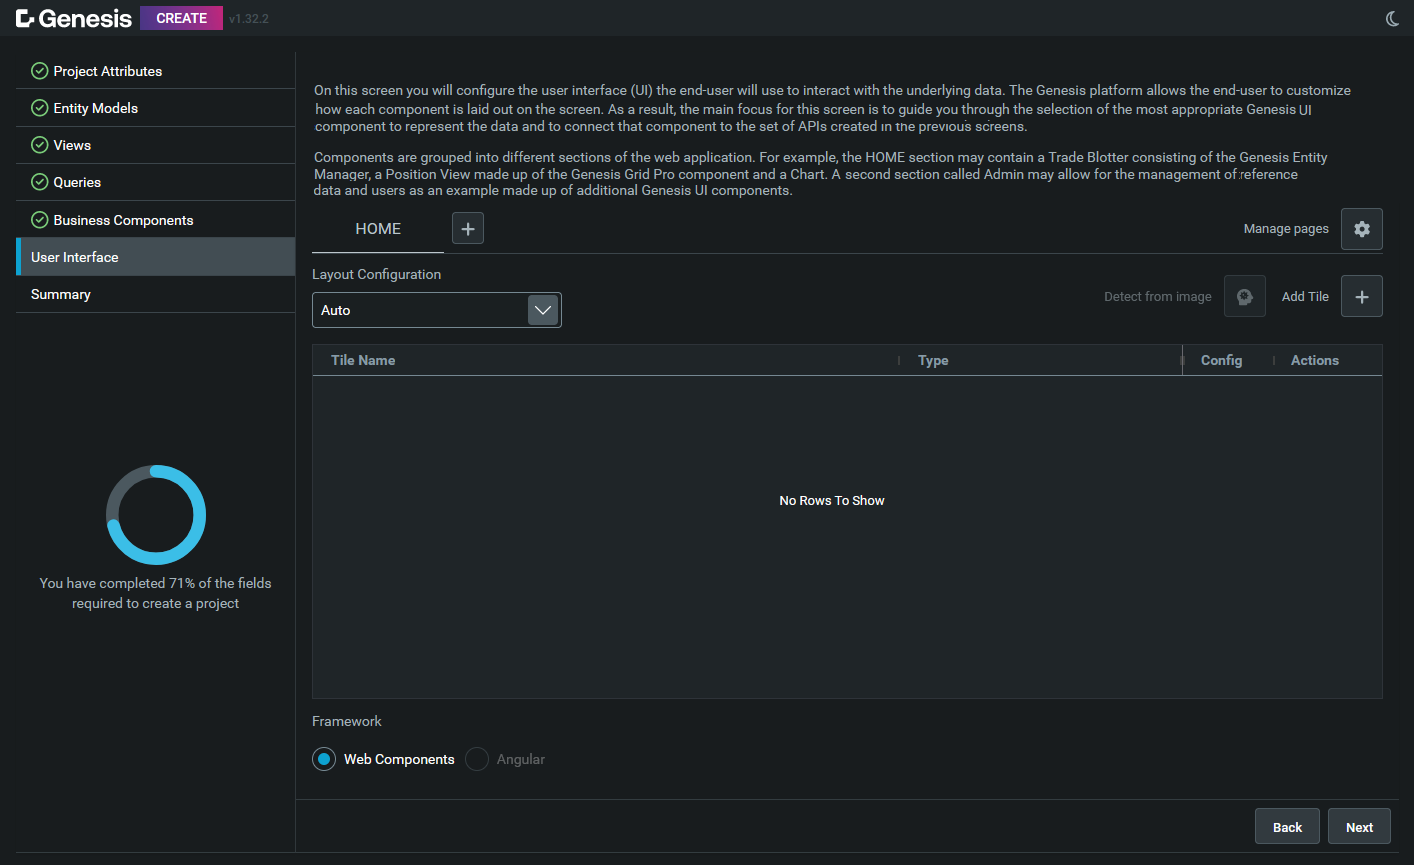 Genesis CREATE v1.32.2
Project Attributes
Entity Models
Views
Queries
Business Components
User Interface
Summary
You have completed 71% of the fields
required to create a project
On this screen you will configure the user interface (UI) the end-user will use to interact with the underlying data. The Genesis platform allows the end-user to customize
how each component is laid out on the screen. As a result, the main focus for this screen is to guide you through the selection of the most appropriate Genesis UI
component to represent the data and to connect that component to the set of APIs created in the previous screens.
Components are grouped into different sections of the web application. For example, the HOME section may contain a Trade Blotter consisting of the Genesis Entity
Manager, a Position View made up of the Genesis Grid Pro component and a Chart. A second section called Admin may allow for the management of reference
data and users as an example made up of additional Genesis UI components.
HOME
Manage pages
Layout Configuration
Auto
Detect from image
Add Tile
Tile Name Type Config Actions
No Rows To Show
Framework
Web Components Angular
Back Next